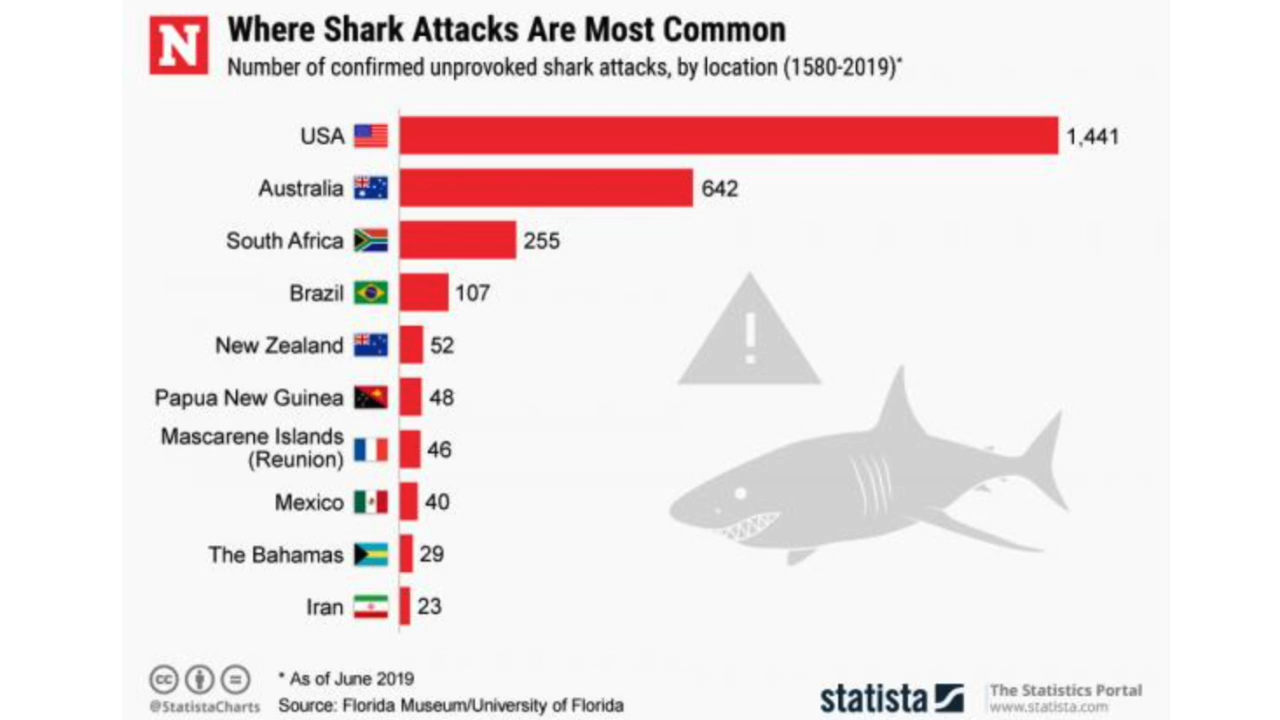 N
Where Shark Attacks Are Most Common
Number of confirmed unprovoked shark attacks, by location (1580-2019)*
USA 1,441
Australia 642
South Africa 255
Brazil 107
New Zealand 52
Papua New Guinea 48
Mascarene Islands
(Reunion) 46
Mexico 40
The Bahamas 29
Iran 23
!
cc
* As of June 2019
@StatistaCharts Source: Florida Museum/University of Florida
statista
The Statistics Portal
www.statista.com